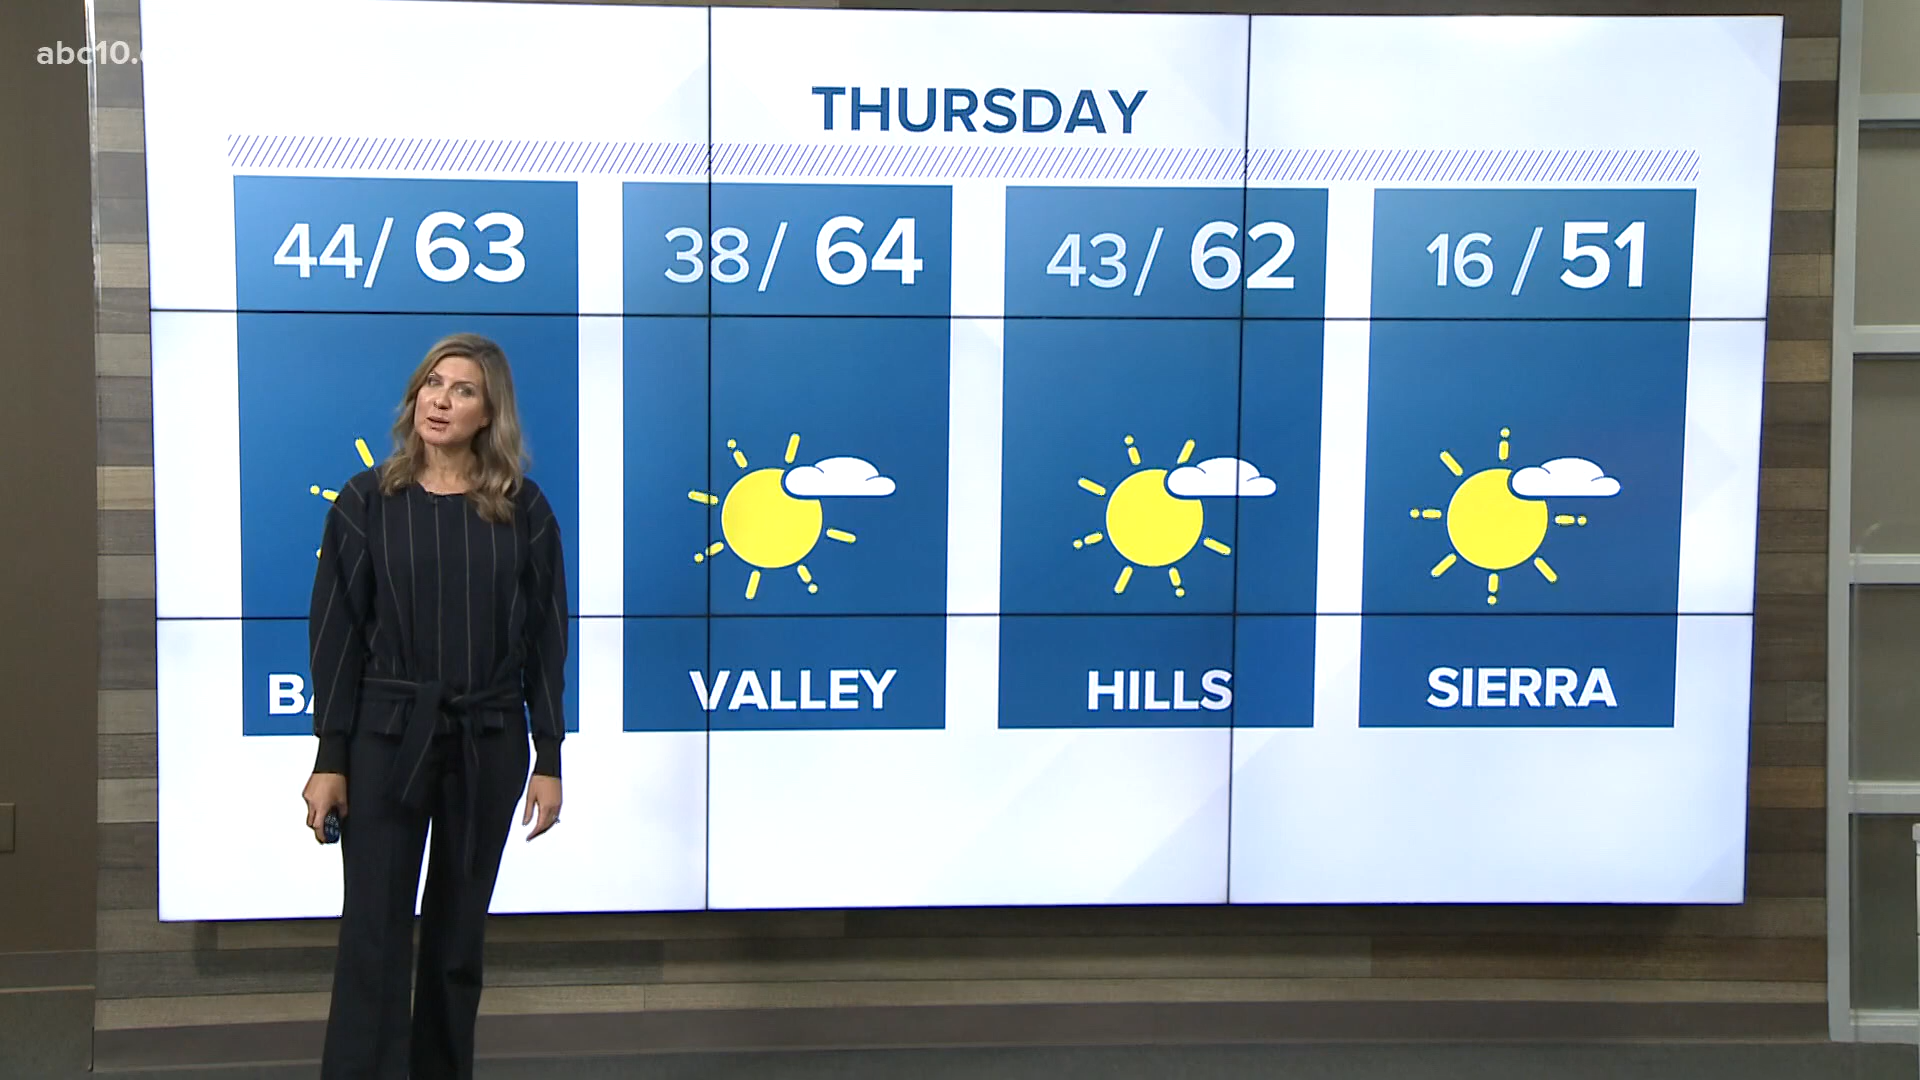 abc10.
THURSDAY
44/ 63
38/ 64
43/ 62
16 / 51
VALLEY
HILLS
SIERRA